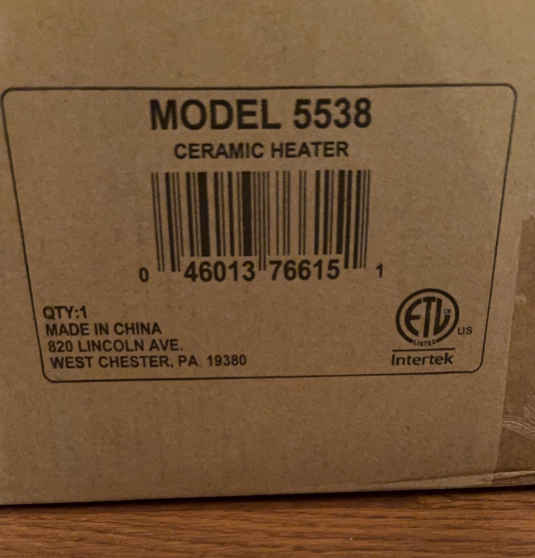 MODEL 5538
CERAMIC HEATER
0 46013 76615 1
QTY:1
MADE IN CHINA
820 LINCOLN AVE.
WEST CHESTER, PA 19380
ETL
LISTED
US
Intertek